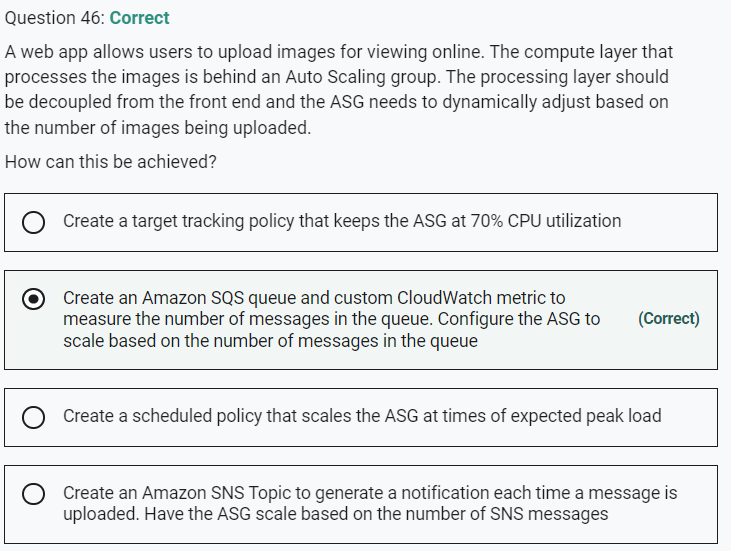 Question 46: Correct
A web app allows users to upload images for viewing online. The compute layer that
processes the images is behind an Auto Scaling group. The processing layer should
be decoupled from the front end and the ASG needs to dynamically adjust based on
the number of images being uploaded.
How can this be achieved?
Create a target tracking policy that keeps the ASG at 70% CPU utilization
Create an Amazon SQS queue and custom CloudWatch metric to
measure the number of messages in the queue. Configure the ASG to
scale based on the number of messages in the queue
(Correct)
Create a scheduled policy that scales the ASG at times of expected peak load
Create an Amazon SNS Topic to generate a notification each time a message is
uploaded. Have the ASG scale based on the number of SNS messages